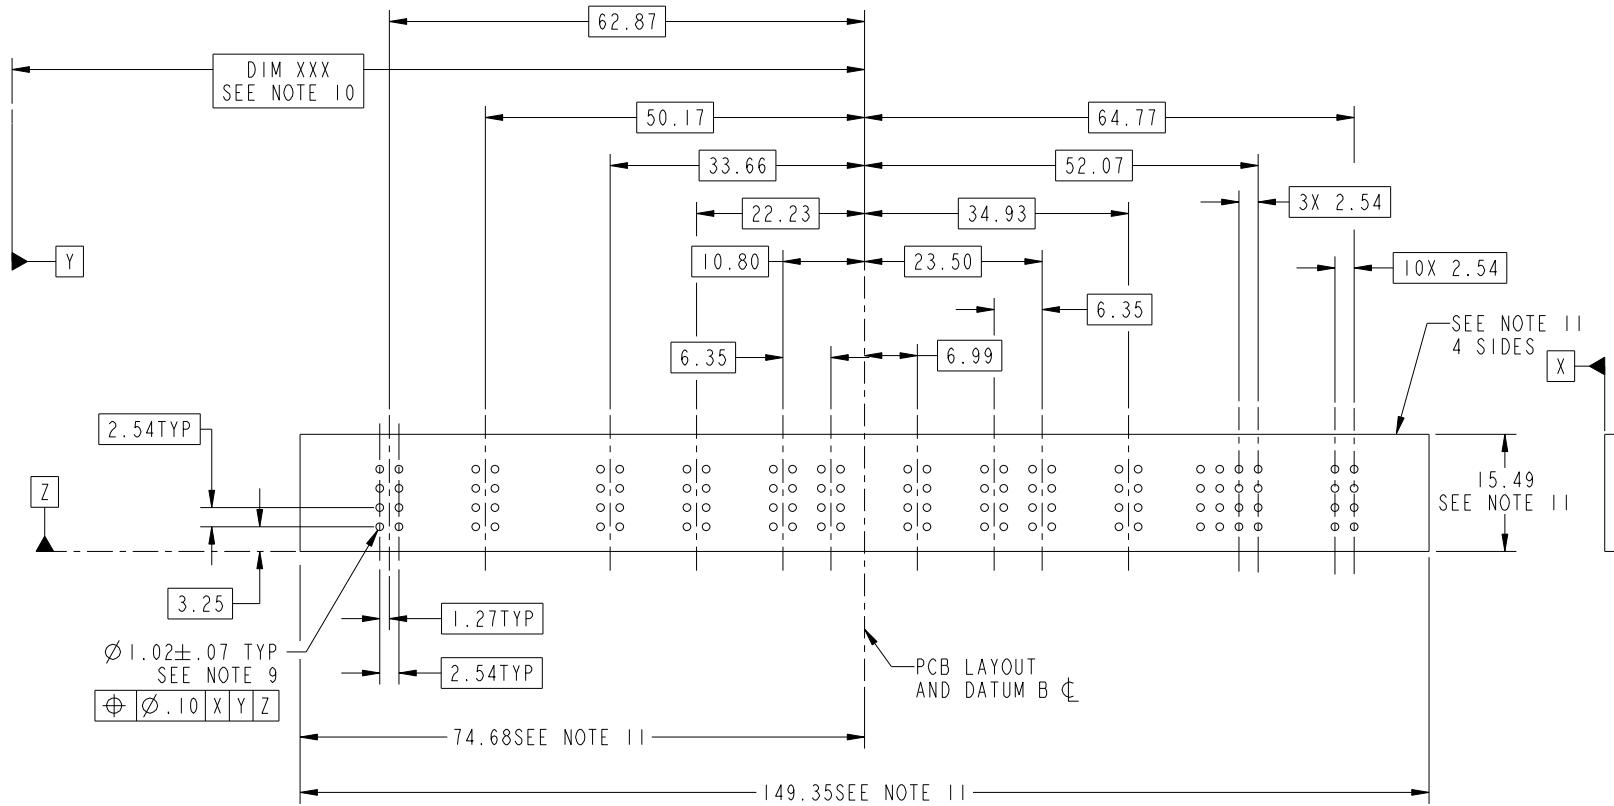 62.87
DIM XXX
SEE NOTE 10
50.17
64.77
33.66
52.07
22.23
34.93
3X 2.54
Y
10.80
23.50
10X 2.54
6.35
6.35
6.99
SEE NOTE 11
4 SIDES
X
2.54TYP
Z
15.49
SEE NOTE 11
3.25
1.27TYP
Ø1.02±.07 TYP
SEE NOTE 9
2.54TYP
⌖ Ø.10 X Y Z
PCB LAYOUT
AND DATUM B ℄
74.68SEE NOTE 11
149.35SEE NOTE 11